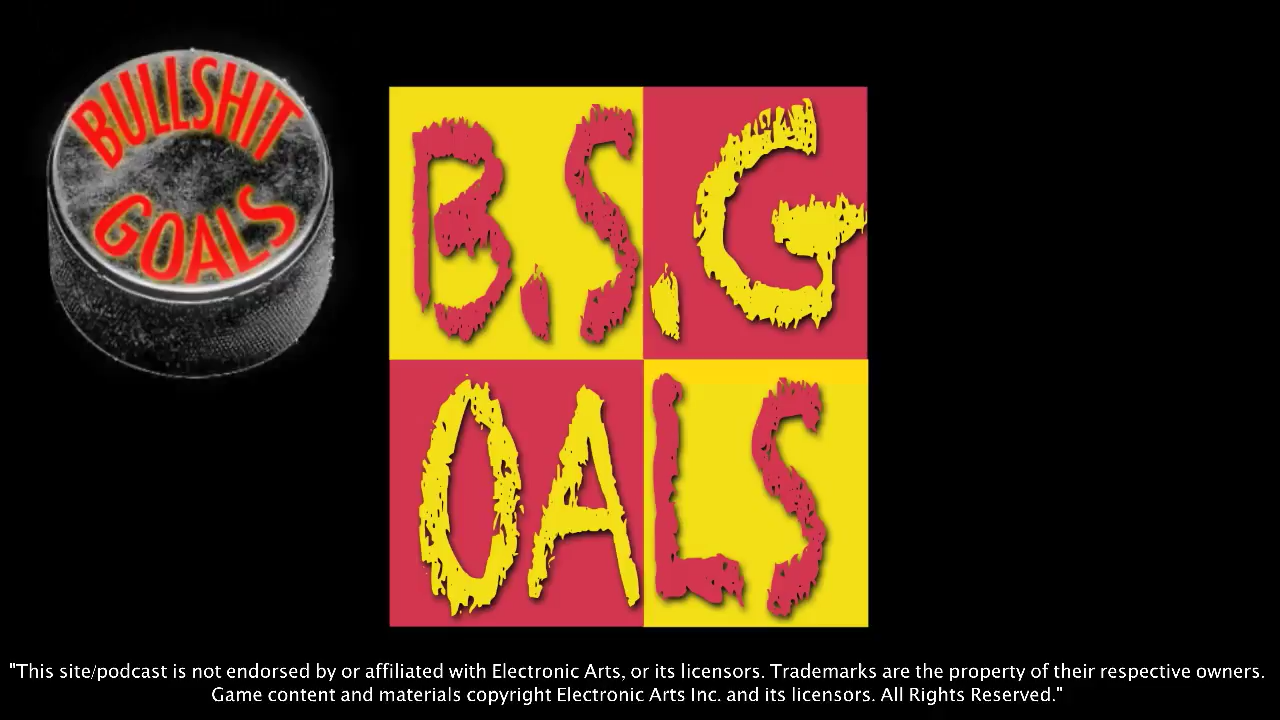 BULLSHIT
GOALS
B.S.G
OALS
"This site/podcast is not endorsed by or affiliated with Electronic Arts, or its licensors. Trademarks are the property of their respective owners.
Game content and materials copyright Electronic Arts Inc. and its licensors. All Rights Reserved."